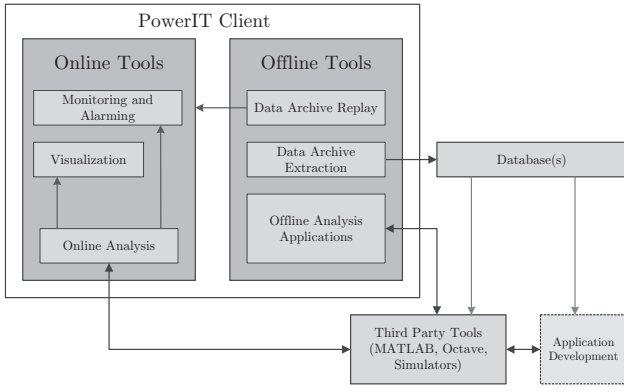 PowerIT Client
Online Tools
Monitoring and
Alarming
Visualization
Online Analysis
Offline Tools
Data Archive Replay
Data Archive
Extraction
Offline Analysis
Applications
Database(s)
Third Party Tools
(MATLAB, Octave,
Simulators)
Application
Development